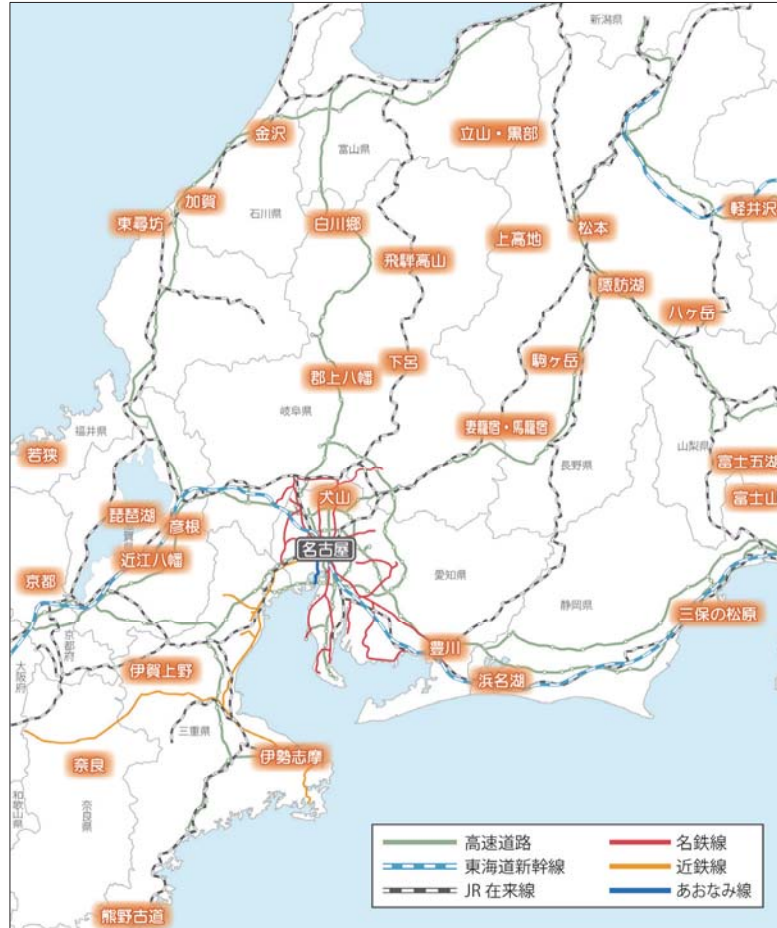 新潟県
金沢
立山・黒部
富山県
加賀
石川県
白川郷
東尋坊
軽井沢
松本
上高地
飛騨高山
諏訪湖
八ヶ岳
下呂
駒ヶ岳
郡上八幡
岐阜県
妻籠宿・馬籠宿
福井県
山梨県
若狭
富士五湖
長野県
犬山
富士山
琵琶湖
彦根
賀
名古屋
近江八幡
京都
愛知県
静岡県
三保の松原
京都府
豊川
大阪府
伊賀上野
浜名湖
三重県
伊勢志摩
奈良
和歌山県
奈良県
熊野古道
高速道路
東海道新幹線
JR 在来線
名鉄線
近鉄線
あおなみ線